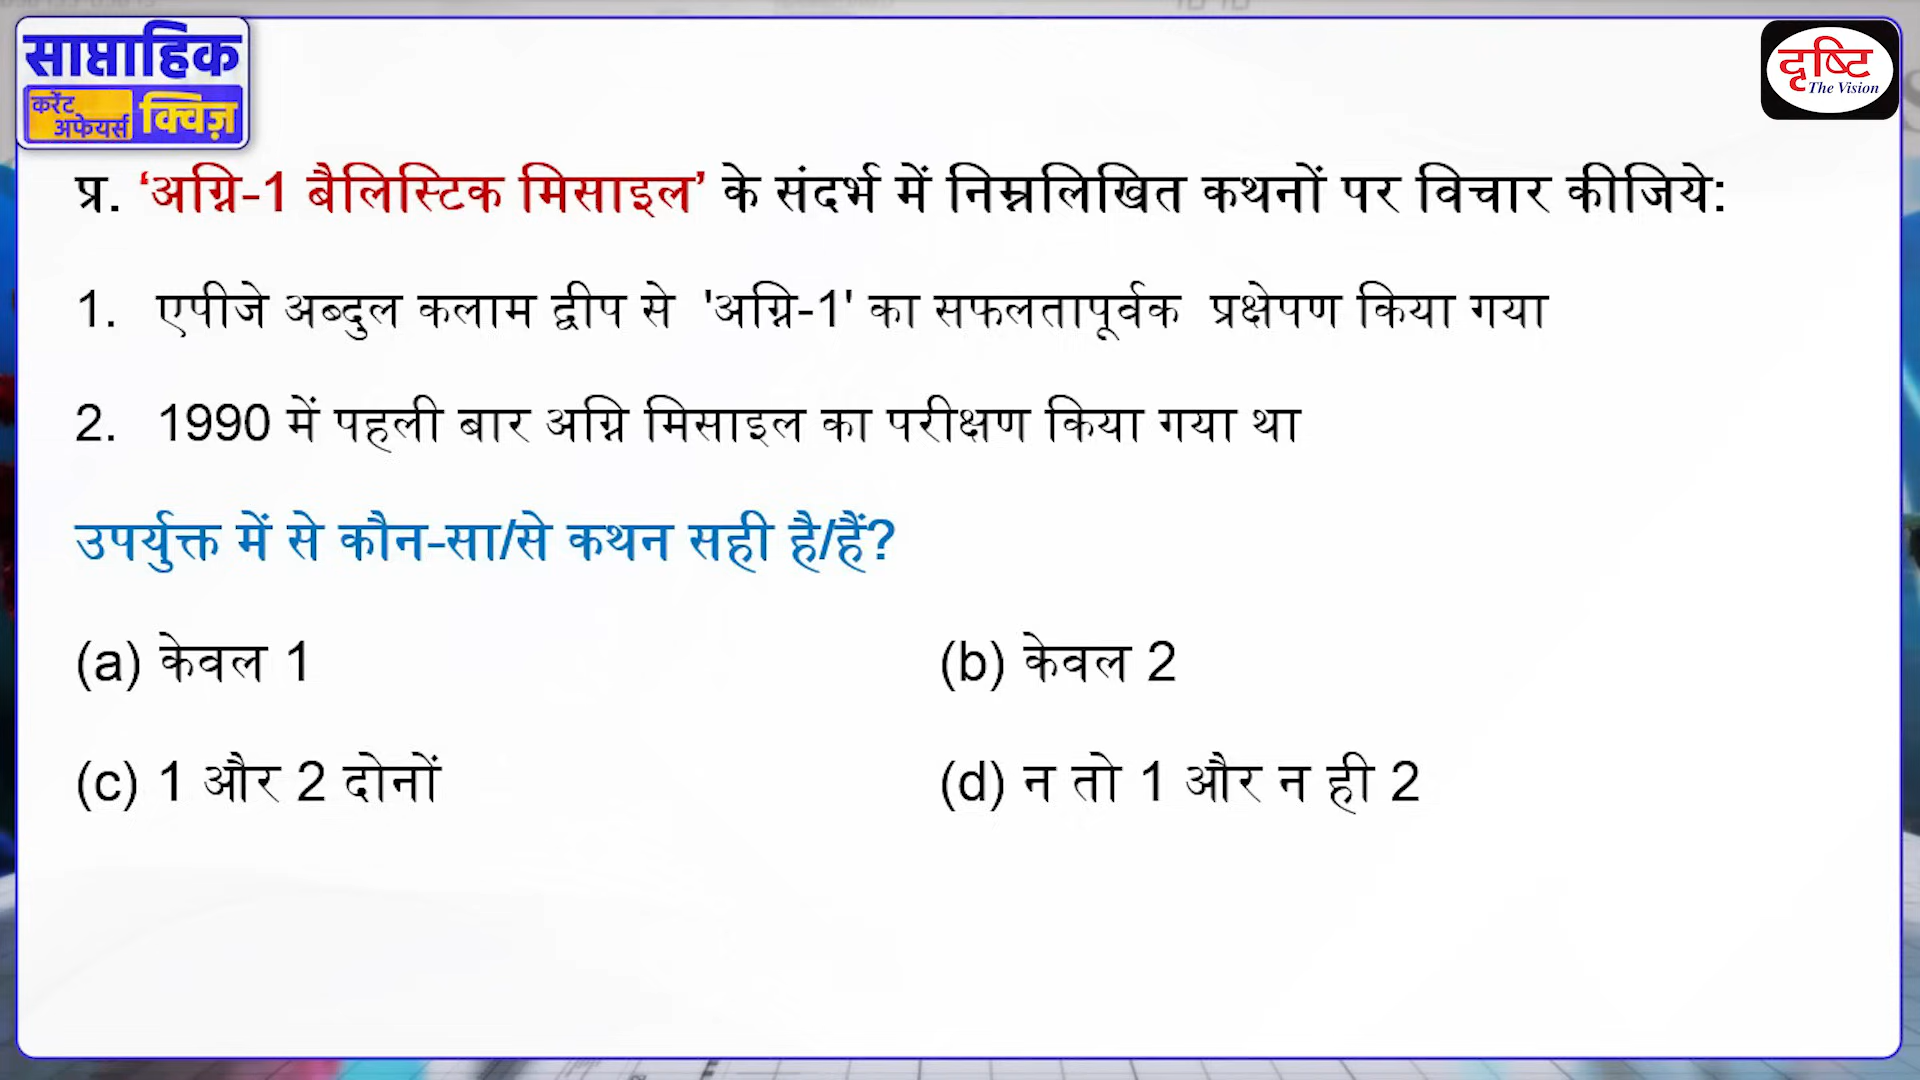 साप्ताहिक
करेंट
अफेयर्स क्विज़
दृष्टि
The Vision
प्र. ‘अग्नि-1 बैलिस्टिक मिसाइल’ के संदर्भ में निम्नलिखित कथनों पर विचार कीजिये:
1. एपीजे अब्दुल कलाम द्वीप से 'अग्नि-1' का सफलतापूर्वक प्रक्षेपण किया गया
2. 1990 में पहली बार अग्नि मिसाइल का परीक्षण किया गया था
उपर्युक्त में से कौन-सा/से कथन सही है/हैं?
(a) केवल 1 (b) केवल 2
(c) 1 और 2 दोनों (d) न तो 1 और न ही 2